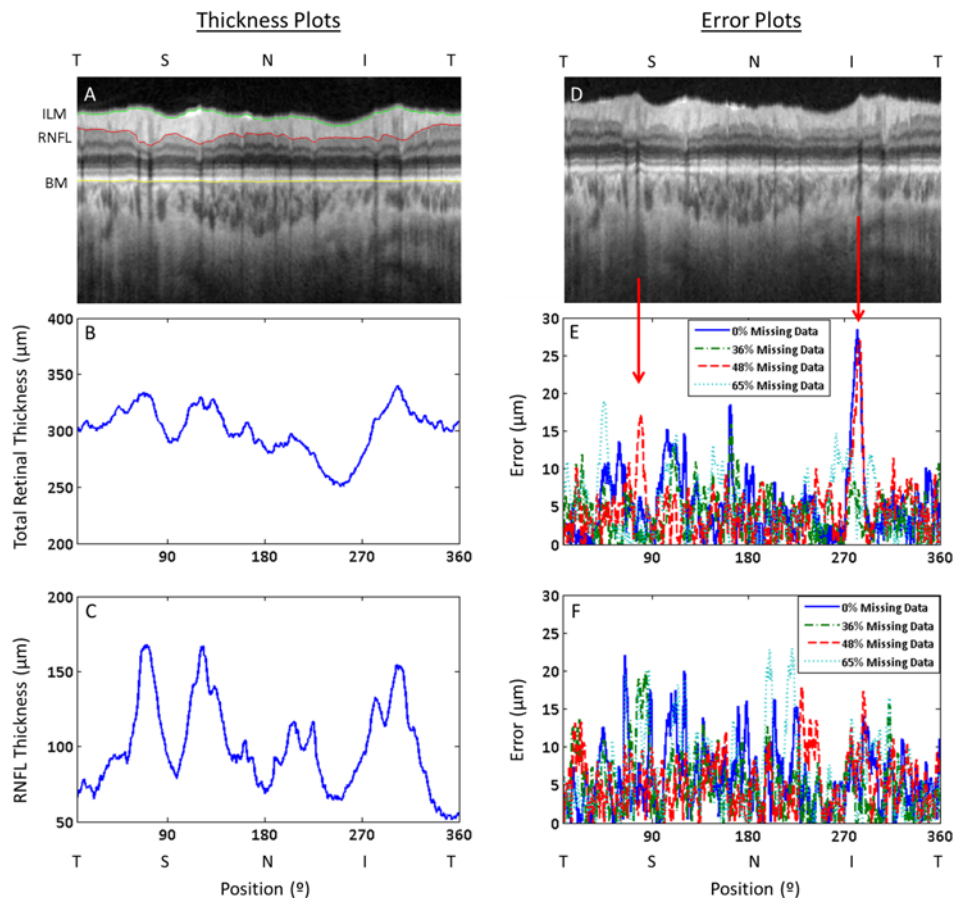 Thickness Plots
T S N I T
A
ILM
RNFL
BM
B
400
350
300
250
200
Total Retinal Thickness (µm)
90 180 270 360
C
200
150
100
50
RNFL Thickness (µm)
90 180 270 360
T S N I T
Position (º)
Error Plots
T S N I T
D
E
30
25
20
15
10
5
0
Error (µm)
0% Missing Data
36% Missing Data
48% Missing Data
65% Missing Data
90 180 270 360
F
30
25
20
15
10
5
0
Error (µm)
0% Missing Data
36% Missing Data
48% Missing Data
65% Missing Data
90 180 270 360
T S N I T
Position (º)